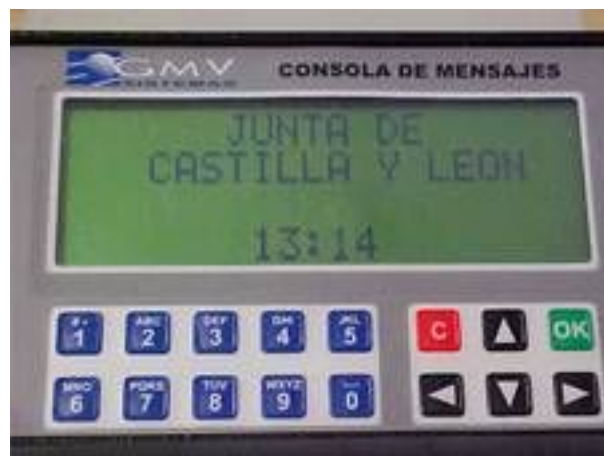 GMV
SISTEMAS
CONSOLA DE MENSAJES
JUNTA DE
CASTILLA Y LEON
13:14
ABC DEF GHI JKL
1 2 3 4 5
C OK
MNO PQRS TUV WXYZ
6 7 8 9 0